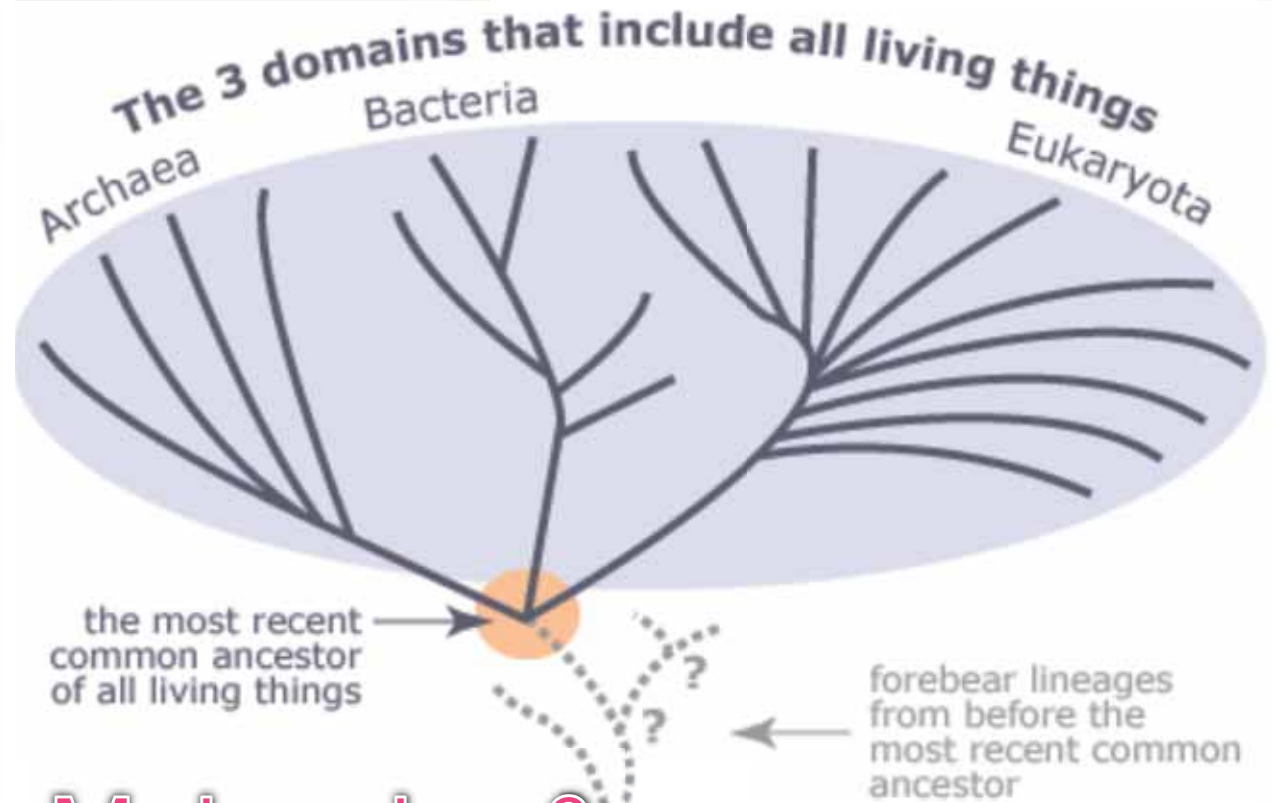 The 3 domains that include all living things
Archaea
Bacteria
Eukaryota
the most recent
common ancestor
of all living things
?
?
forebear lineages
from before the
most recent common
ancestor